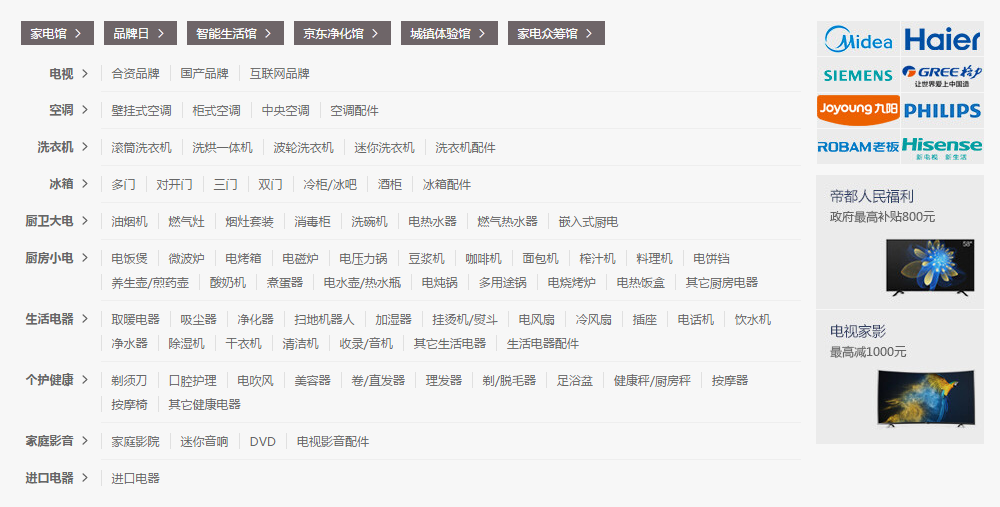 家电馆 品牌日 智能生活馆 京东净化馆 城镇体验馆 家电众筹馆
电视 合资品牌 国产品牌 互联网品牌
空调 壁挂式空调 柜式空调 中央空调 空调配件
洗衣机 滚筒洗衣机 洗烘一体机 波轮洗衣机 迷你洗衣机 洗衣机配件
冰箱 多门 对开门 三门 双门 冷柜/冰吧 酒柜 冰箱配件
厨卫大电 油烟机 燃气灶 烟灶套装 消毒柜 洗碗机 电热水器 燃气热水器 嵌入式厨电
厨房小电 电饭煲 微波炉 电烤箱 电磁炉 电压力锅 豆浆机 咖啡机 面包机 榨汁机 料理机 电饼铛
养生壶/煎药壶 酸奶机 煮蛋器 电水壶/热水瓶 电炖锅 多用途锅 电烧烤炉 电热饭盒 其它厨房电器
生活电器 取暖电器 吸尘器 净化器 扫地机器人 加湿器 挂烫机/熨斗 电风扇 冷风扇 插座 电话机 饮水机
净水器 除湿机 干衣机 清洁机 收录/音机 其它生活电器 生活电器配件
个护健康 剃须刀 口腔护理 电吹风 美容器 卷/直发器 理发器 剃/脱毛器 足浴盆 健康秤/厨房秤 按摩器
按摩椅 其它健康电器
家庭影音 家庭影院 迷你音响 DVD 电视影音配件
进口电器 进口电器
Midea Haier
SIEMENS GREE格力
让世界爱上中国造
Joyoung九阳 PHILIPS
ROBAM老板 Hisense
新电视 新生活
帝都人民福利
政府最高补贴800元
58"
电视家影
最高减1000元